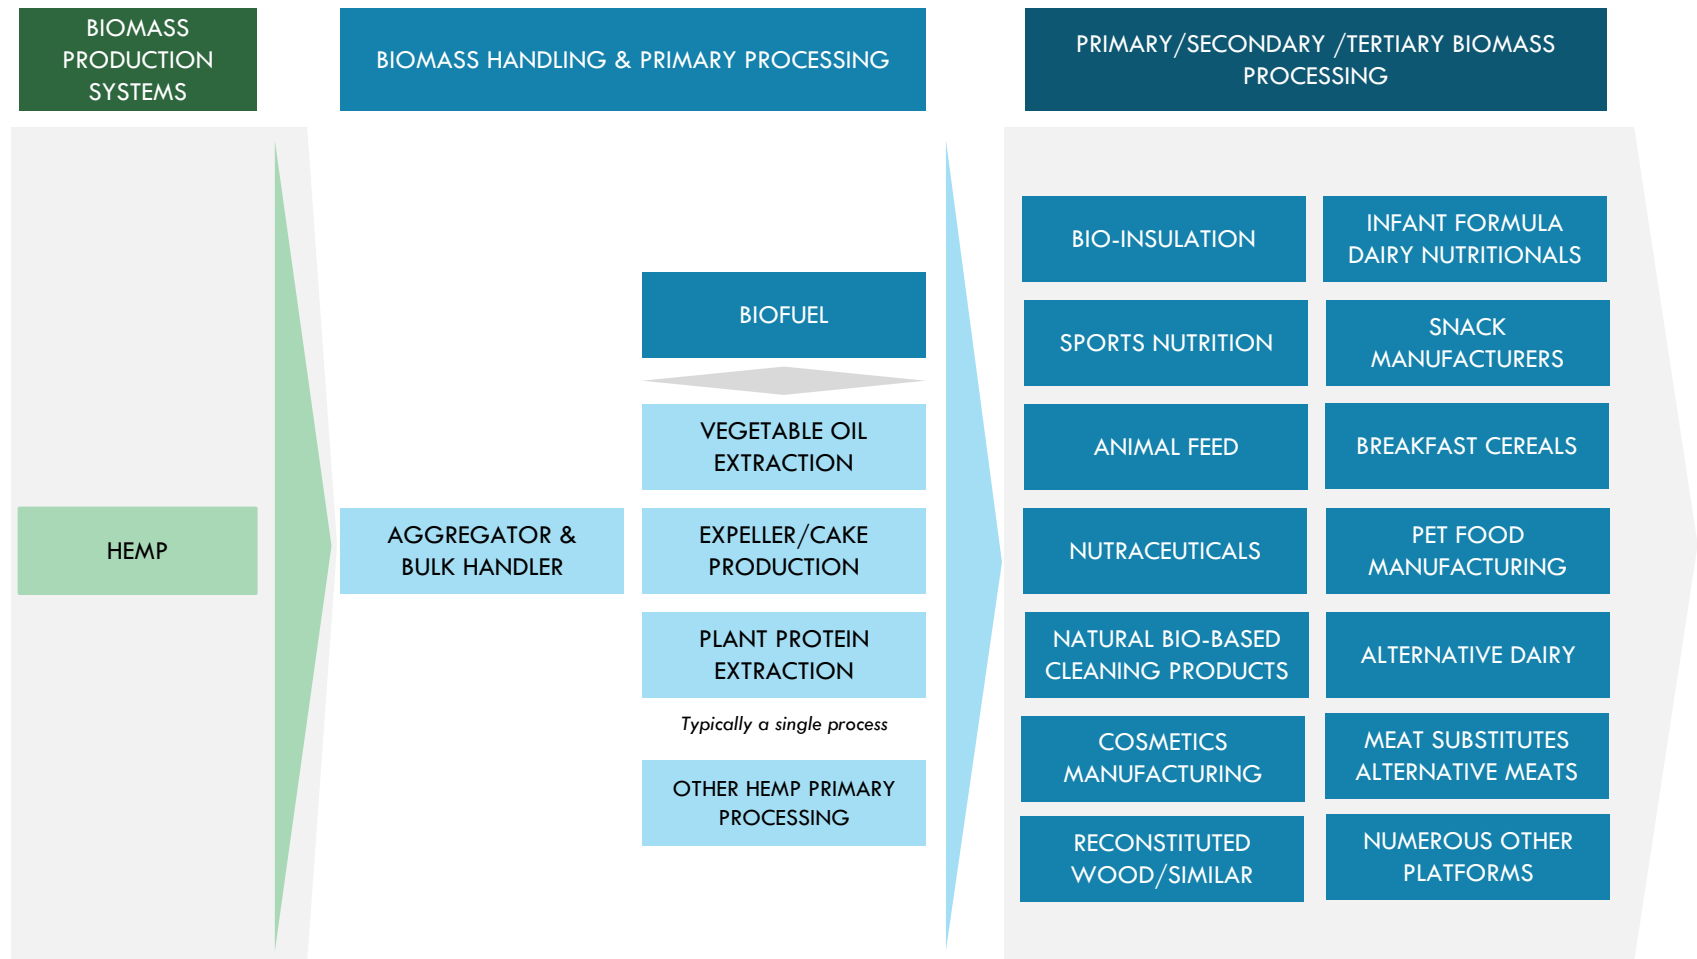 BIOMASS
PRODUCTION
SYSTEMS
BIOMASS HANDLING & PRIMARY PROCESSING
PRIMARY/SECONDARY /TERTIARY BIOMASS
PROCESSING
HEMP
AGGREGATOR &
BULK HANDLER
BIOFUEL
VEGETABLE OIL
EXTRACTION
EXPELLER/CAKE
PRODUCTION
PLANT PROTEIN
EXTRACTION
Typically a single process
OTHER HEMP PRIMARY
PROCESSING
BIO-INSULATION
INFANT FORMULA
DAIRY NUTRITIONALS
SPORTS NUTRITION
SNACK
MANUFACTURERS
ANIMAL FEED
BREAKFAST CEREALS
NUTRACEUTICALS
PET FOOD
MANUFACTURING
NATURAL BIO-BASED
CLEANING PRODUCTS
ALTERNATIVE DAIRY
COSMETICS
MANUFACTURING
MEAT SUBSTITUTES
ALTERNATIVE MEATS
RECONSTITUTED
WOOD/SIMILAR
NUMEROUS OTHER
PLATFORMS